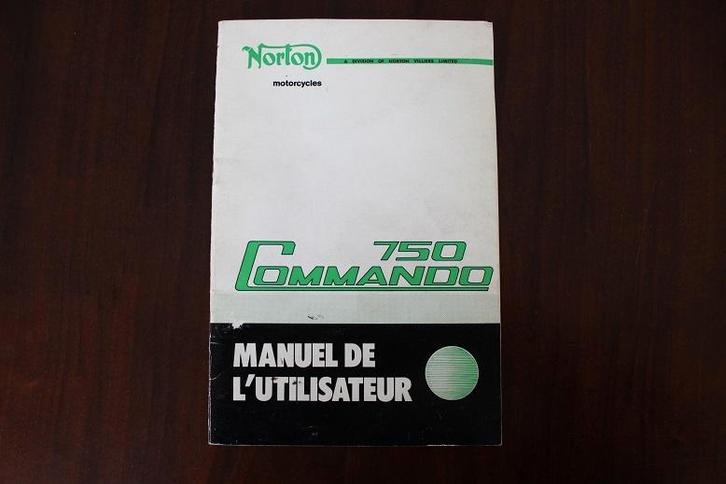 Norton
A DIVISION OF NORTON VILLIERS LIMITED
motorcycles
750
COMMANDO
MANUEL DE
L'UTILISATEUR